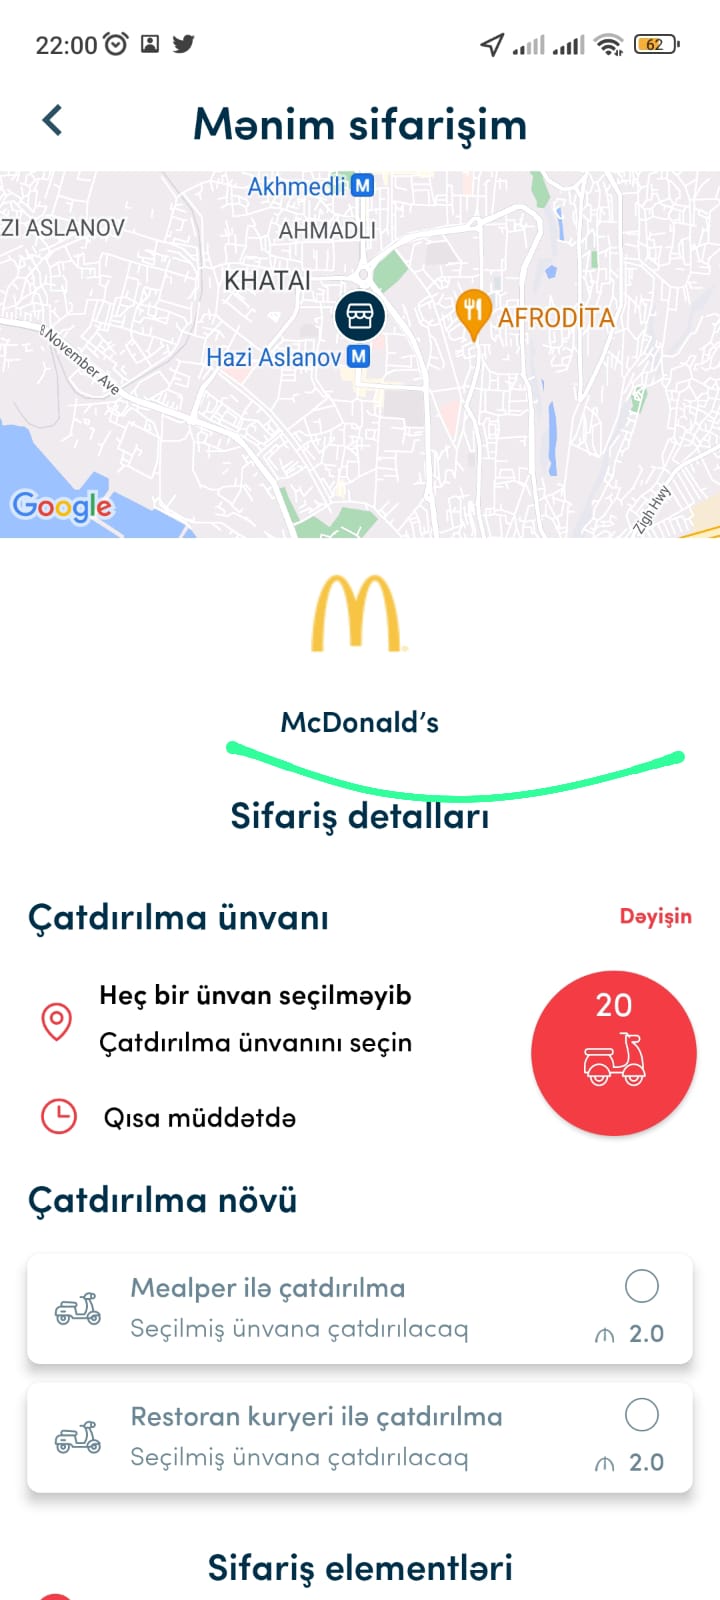 22:00
62
Mənim sifarişim
Akhmedli M
ZI ASLANOV
AHMADLI
KHATAI
AFRODİTA
Hazi Aslanov M
8 November Ave
Google
Zigh Hwy
McDonald's
Sifariş detalları
Çatdırılma ünvanı
Dəyişin
Heç bir ünvan seçilməyib
20
Çatdırılma ünvanını seçin
Qısa müddətdə
Çatdırılma növü
Mealper ilə çatdırılma
Seçilmiş ünvana çatdırılacaq
₼ 2.0
Restoran kuryeri ilə çatdırılma
Seçilmiş ünvana çatdırılacaq
₼ 2.0
Sifariş elementləri